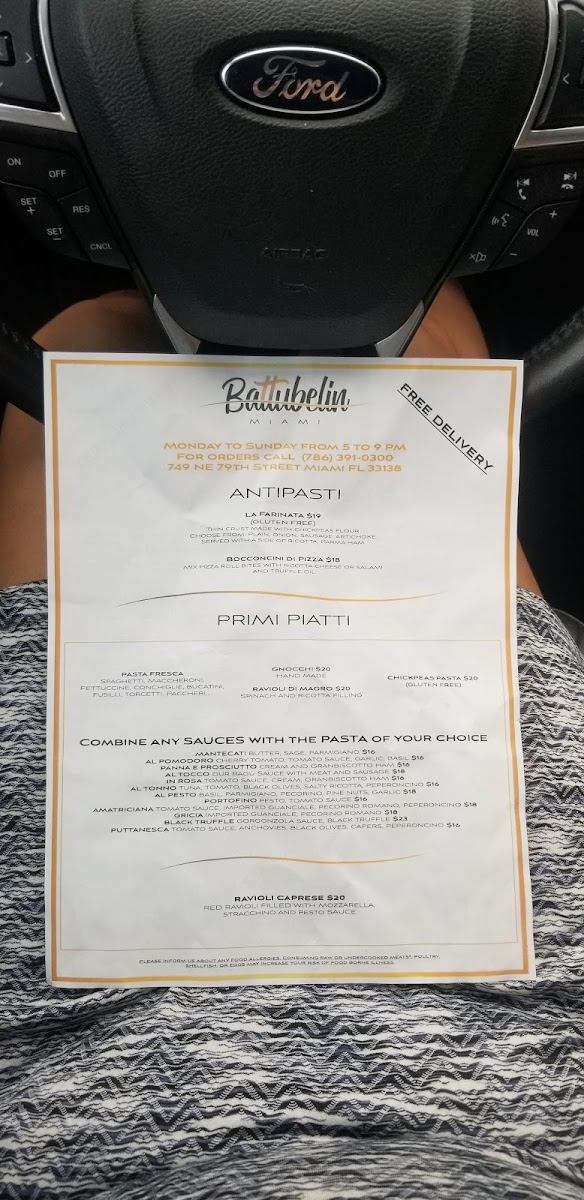 Ford
ON
OFF
SET
+
RES
SET
-
CNCL
+
VOL
-
AIRBAG
Battubelin
MIAMI
FREE DELIVERY
MONDAY TO SUNDAY FROM 5 TO 9 PM
FOR ORDERS CALL (786) 391-0300
749 NE 79TH STREET MIAMI FL 33138
ANTIPASTI
LA FARINATA $19
(GLUTEN FREE)
THIN CRUST MADE WITH CHICKPEAS FLOUR
CHOOSE FROM: PLAIN, ONION, SAUSAGE, ARTICHOKE
SERVED WITH A SIDE OF RICOTTA, PARMA HAM
BOCCONCINI DI PIZZA $18
MIX PIZZA ROLL BITES WITH RICOTTA CHEESE OR SALAMI
AND TRUFFLE OIL
PRIMI PIATTI
PASTA FRESCA
SPAGHETTI, MACCHERONI,
FETTUCCINE, CONCHIGLIE, BUCATINI,
FUSILLI, TORCETTI, PACCHERI...
GNOCCHI $20
HAND MADE
RAVIOLI DI MAGRO $20
SPINACH AND RICOTTA FILLING
CHICKPEAS PASTA $20
(GLUTEN FREE)
COMBINE ANY SAUCES WITH THE PASTA OF YOUR CHOICE
MANTECATI BUTTER, SAGE, PARMIGIANO $16
AL POMODORO CHERRY TOMATO, TOMATO SAUCE, GARLIC, BASIL $16
PANNA E PROSCIUTTO CREAM AND GRANBISCOTTO HAM $16
AL TOCCO OUR RAGU SAUCE WITH MEAT AND SAUSAGE $18
IN ROSA TOMATO SAUCE, CREAM, GRANBISCOTTO HAM $16
AL TONNO TUNA, TOMATO, BLACK OLIVES, SALTY RICOTTA, PEPERONCINO $16
AL PESTO BASIL, PARMIGIANO, PECORINO, PINE NUTS, GARLIC $18
PORTOFINO PESTO, TOMATO SAUCE $16
AMATRICIANA TOMATO SAUCE, IMPORTED GUANCIALE, PECORINO ROMANO, PEPERONCINO $18
GRICIA IMPORTED GUANCIALE, PECORINO ROMANO $18
BLACK TRUFFLE GORGONZOLA SAUCE, BLACK TRUFFLE $23
PUTTANESCA TOMATO SAUCE, ANCHOVIES, BLACK OLIVES, CAPERS, PEPERONCINO $16
RAVIOLI CAPRESE $20
RED RAVIOLI FILLED WITH MOZZARELLA,
STRACCHINO AND PESTO SAUCE
PLEASE INFORM US ABOUT ANY FOOD ALLERGIES. CONSUMING RAW OR UNDERCOOKED MEATS*, POULTRY,
SHELLFISH, OR EGGS MAY INCREASE YOUR RISK OF FOOD BORNE ILLNESS.